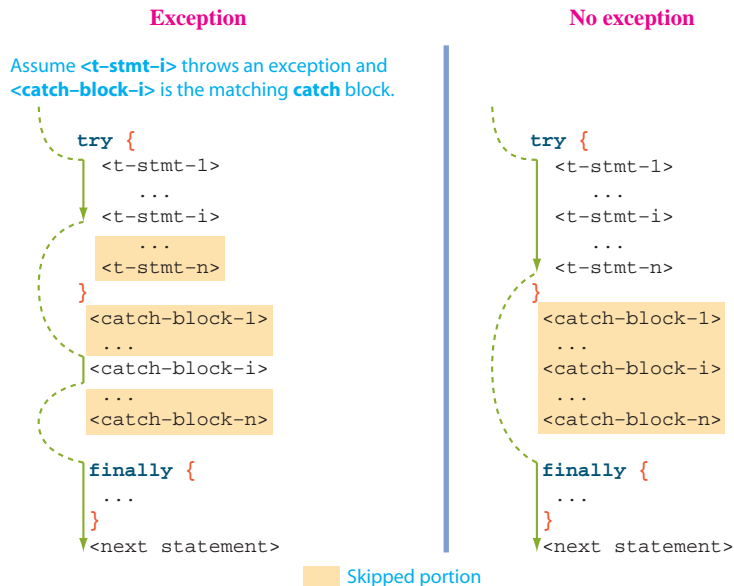 Exception
Assume <t–stmt–i> throws an exception and
<catch–block–i> is the matching catch block.
try {
<t–stmt–1>
...
<t–stmt–i>
...
<t–stmt–n>
}
<catch–block–1>
...
<catch–block–i>
...
<catch–block–n>
finally {
...
}
<next statement>
No exception
try {
<t–stmt–1>
...
<t–stmt–i>
...
<t–stmt–n>
}
<catch–block–1>
...
<catch–block–i>
...
<catch–block–n>
finally {
...
}
<next statement>
Skipped portion